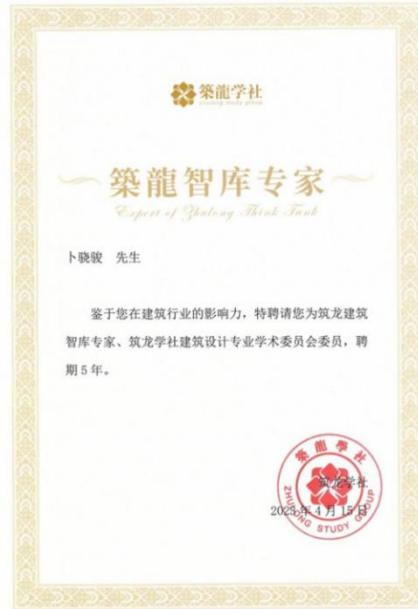 築龍学社
zhulong study group
築龍智库专家
Expert of Zhulong Think Tank
卜骁骏 先生
鉴于您在建筑行业的影响力，特聘请您为筑龙建筑
智库专家、筑龙学社建筑设计专业学术委员会委员，聘
期5年。
築龍學社
筑龙学社
2023年4月15日
ZHULONG STUDY GROUP